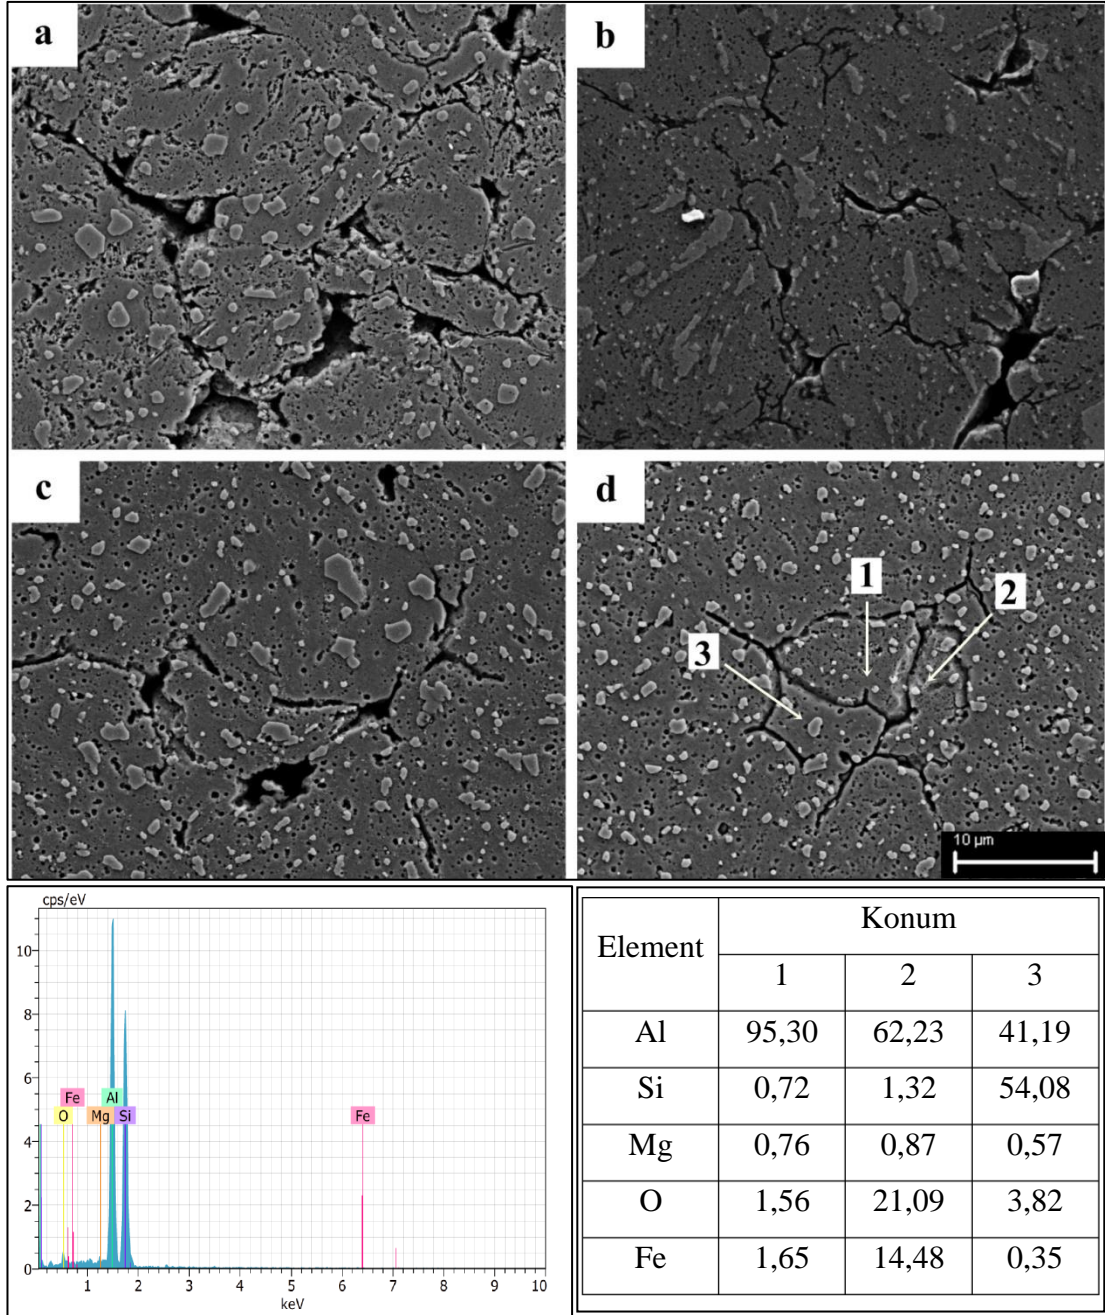 a
b
c
d
1
2
3
10 µm
cps/eV
10
8
6
4
2
0
Fe
Al
O
Mg
Si
Fe
1 2 3 4 5 6 7 8 9 10
keV
Element Konum
1 2 3
Al 95,30 62,23 41,19
Si 0,72 1,32 54,08
Mg 0,76 0,87 0,57
O 1,56 21,09 3,82
Fe 1,65 14,48 0,35